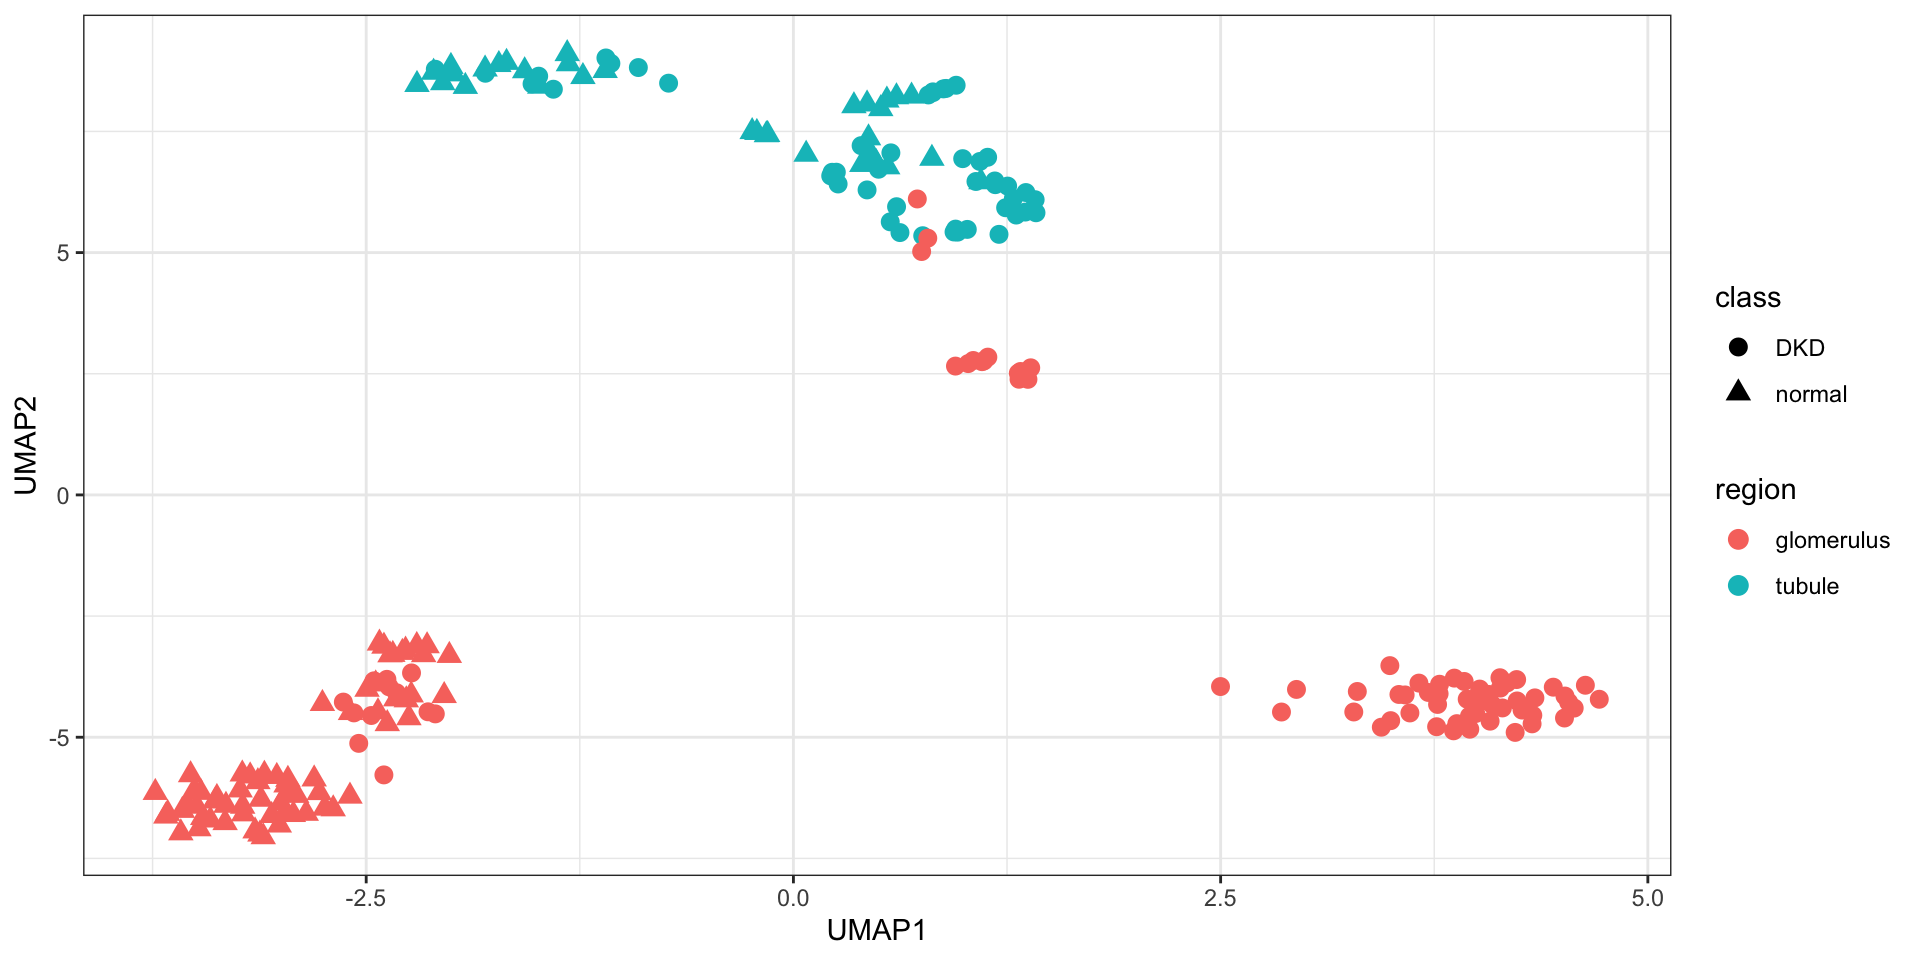 UMAP2
5
0
-5
-2.5
0.0
2.5
5.0
UMAP1
class
DKD
normal
region
glomerulus
tubule